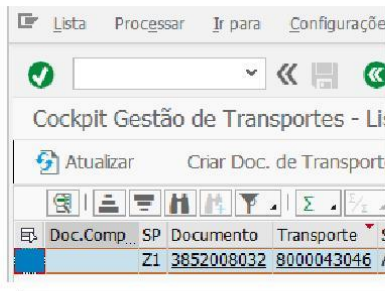 Lista Processar Ir para Configuraçõe
Cockpit Gestão de Transportes - Li
Atualizar Criar Doc. de Transport
Doc.Comp SP Documento Transporte
Z1 3852008032 8000043046